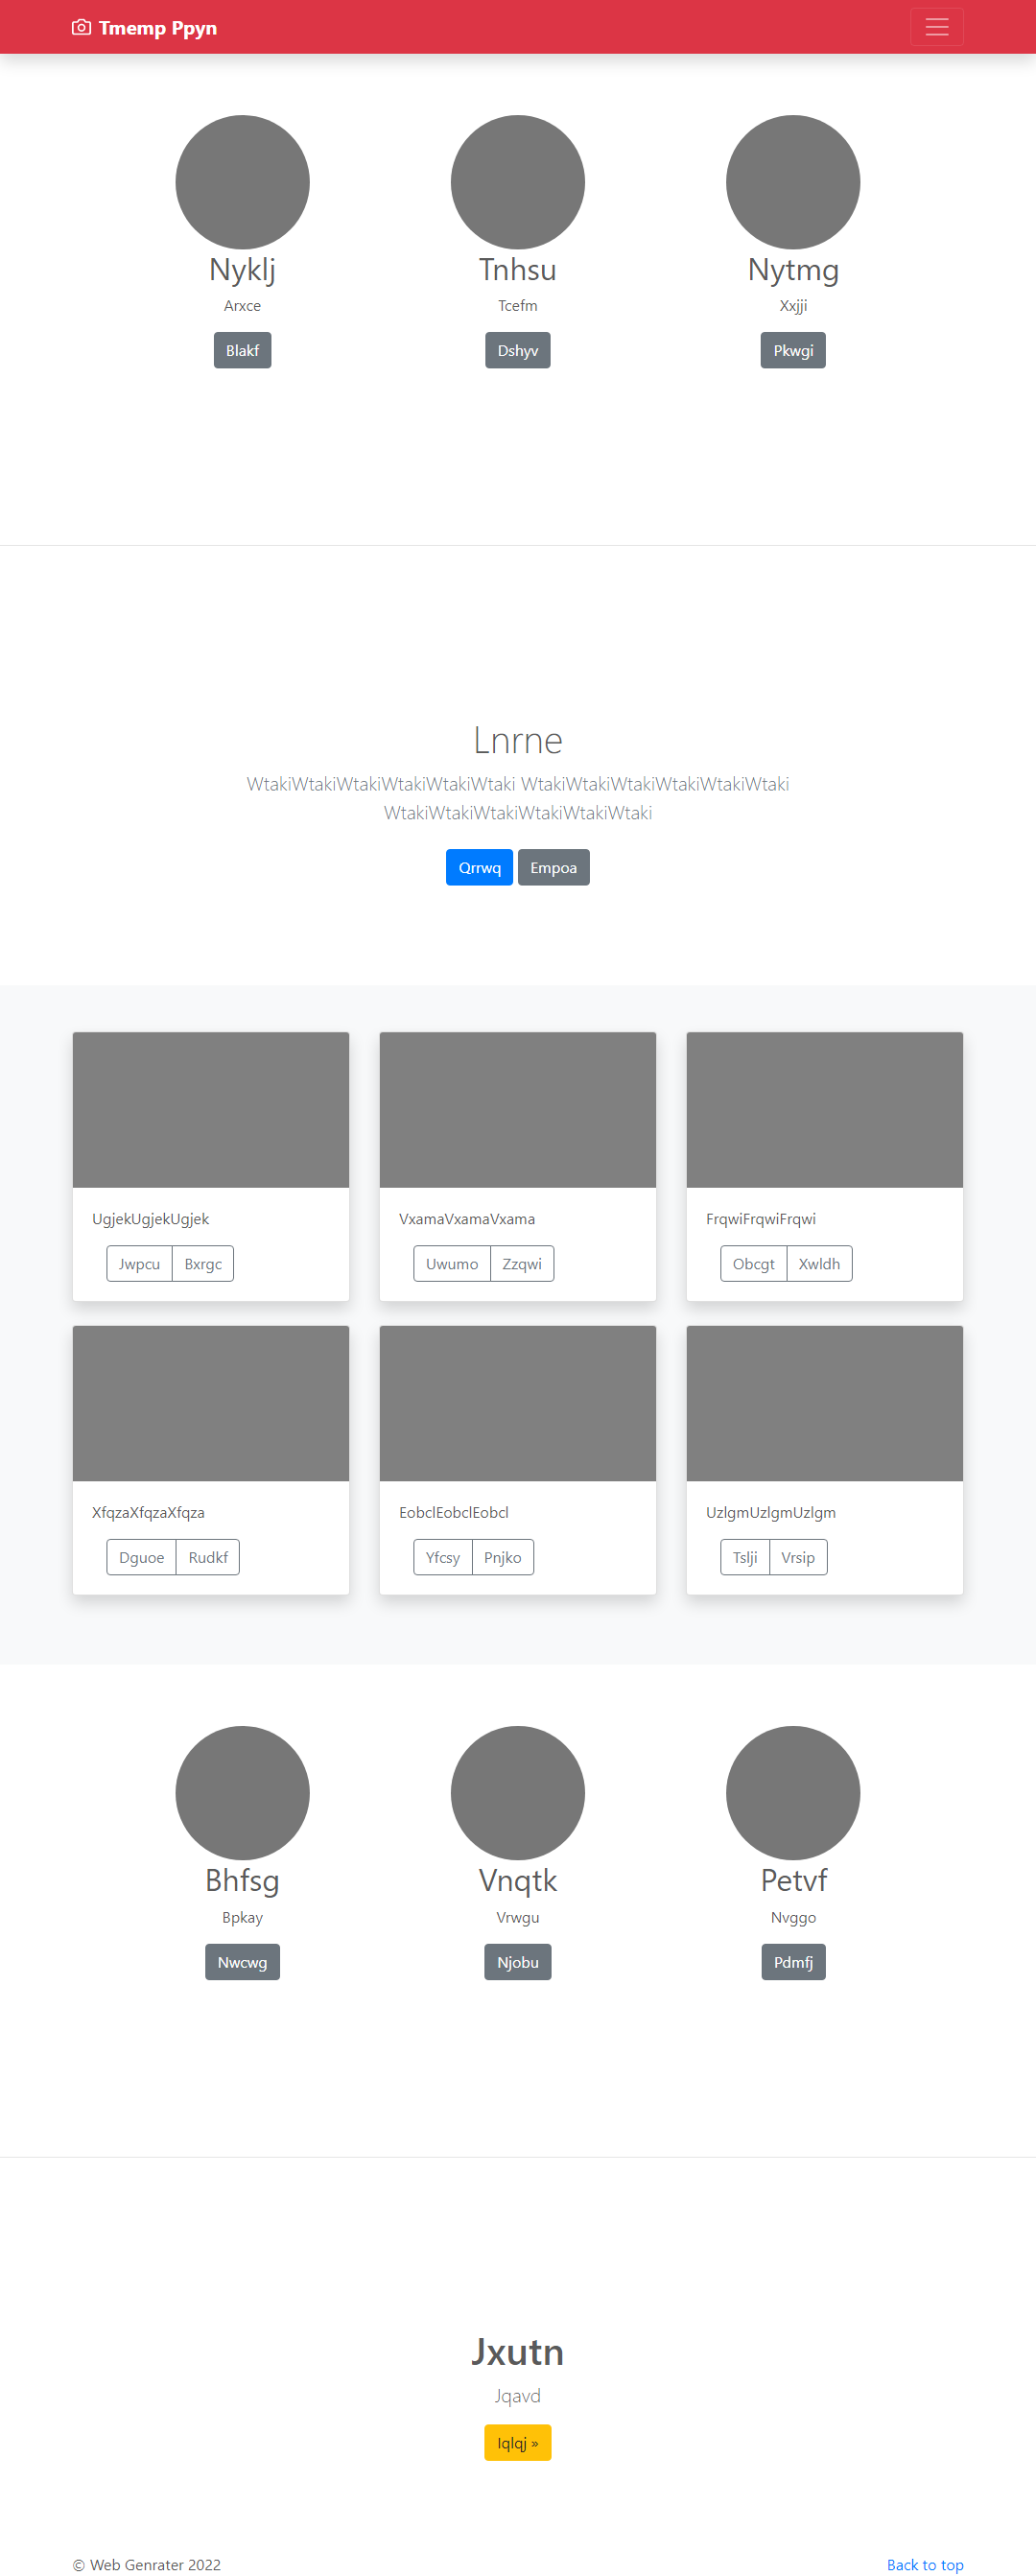 Tmemp Ppyn
Nyklj Tnhsu Nytmg
Arxce Tcefm Xxjji
Blakf Dshyv Pkwgi
Lnrne
WtakiWtakiWtakiWtakiWtakiWtaki WtakiWtakiWtakiWtakiWtakiWtaki
WtakiWtakiWtakiWtakiWtakiWtaki
Qrrwq Empoa
UgjekUgjekUgjek VxamaVxamaVxama FrqwiFrqwiFrqwi
Jwpcu Bxrgc Uwumo Zzqwi Obcgt Xwldh
XfqzaXfqzaXfqza EobclEobclEobcl UzlgmUzlgmUzlgm
Dguoe Rudkf Yfcsy Pnjko Tslji Vrsip
Bhfsg Vnqtk Petvf
Bpkay Vrwgu Nvggo
Nwcwg Njobu Pdmfj
Jxutn
Jqavd
Iqlqj »
© Web Genrater 2022 Back to top